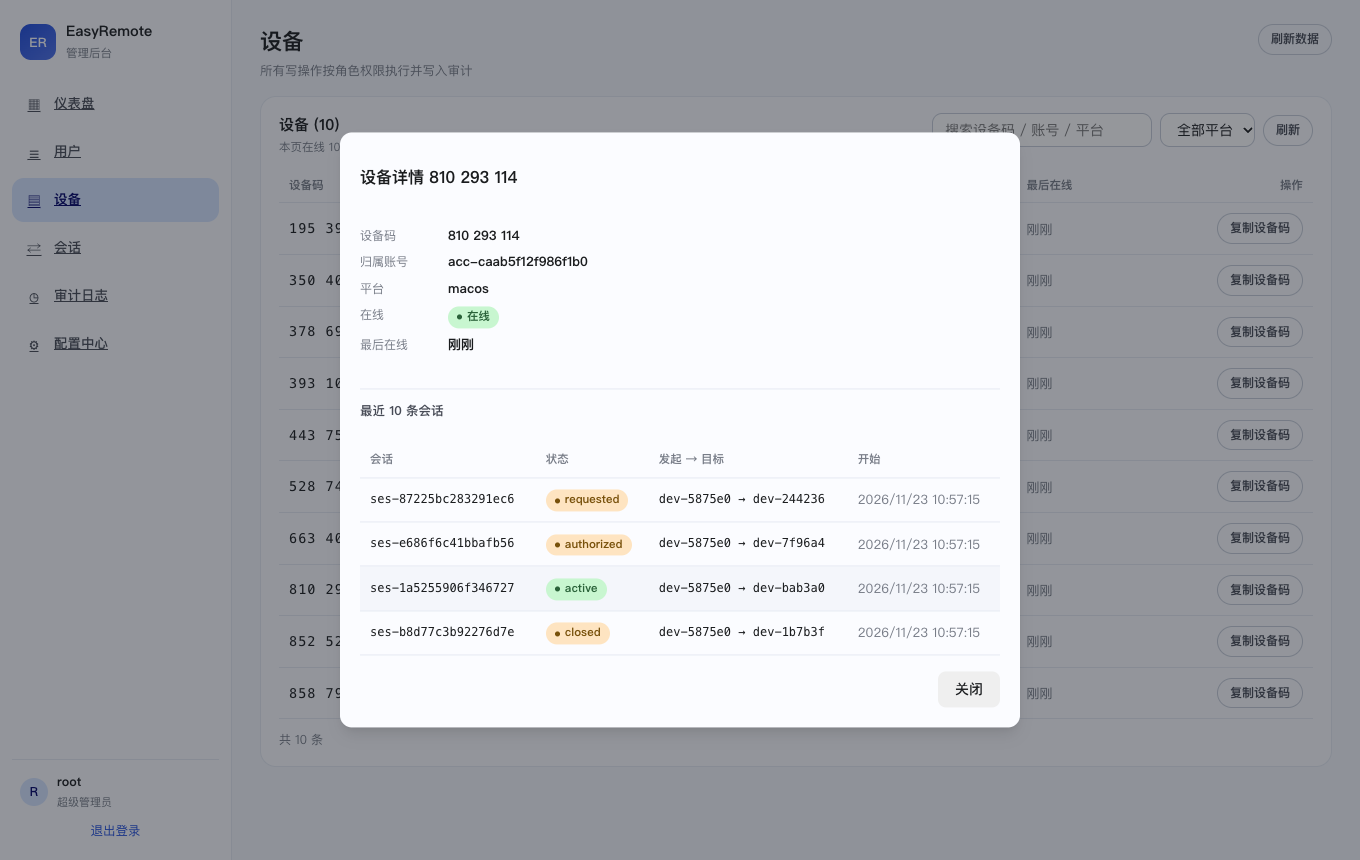 ER
EasyRemote
管理后台
仪表盘
用户
设备
会话
审计日志
配置中心
R
root
超级管理员
退出登录
设备
所有写操作按角色权限执行并写入审计
刷新数据
设备 (10)
本页在线 10
搜索设备码 / 账号 / 平台
全部平台
刷新
设备码
最后在线
操作
195 39
刚刚
复制设备码
350 40
刚刚
复制设备码
378 69
刚刚
复制设备码
393 10
刚刚
复制设备码
443 75
刚刚
复制设备码
528 74
刚刚
复制设备码
663 40
刚刚
复制设备码
810 29
刚刚
复制设备码
852 52
刚刚
复制设备码
858 79
刚刚
复制设备码
共 10 条
设备详情 810 293 114
设备码 810 293 114
归属账号 acc-caab5f12f986f1b0
平台 macos
在线 在线
最后在线 刚刚
最近 10 条会话
会话 状态 发起 → 目标 开始
ses-87225bc283291ec6 requested dev-5875e0 → dev-244236 2026/11/23 10:57:15
ses-e686f6c41bbafb56 authorized dev-5875e0 → dev-7f96a4 2026/11/23 10:57:15
ses-1a5255906f346727 active dev-5875e0 → dev-bab3a0 2026/11/23 10:57:15
ses-b8d77c3b92276d7e closed dev-5875e0 → dev-1b7b3f 2026/11/23 10:57:15
关闭